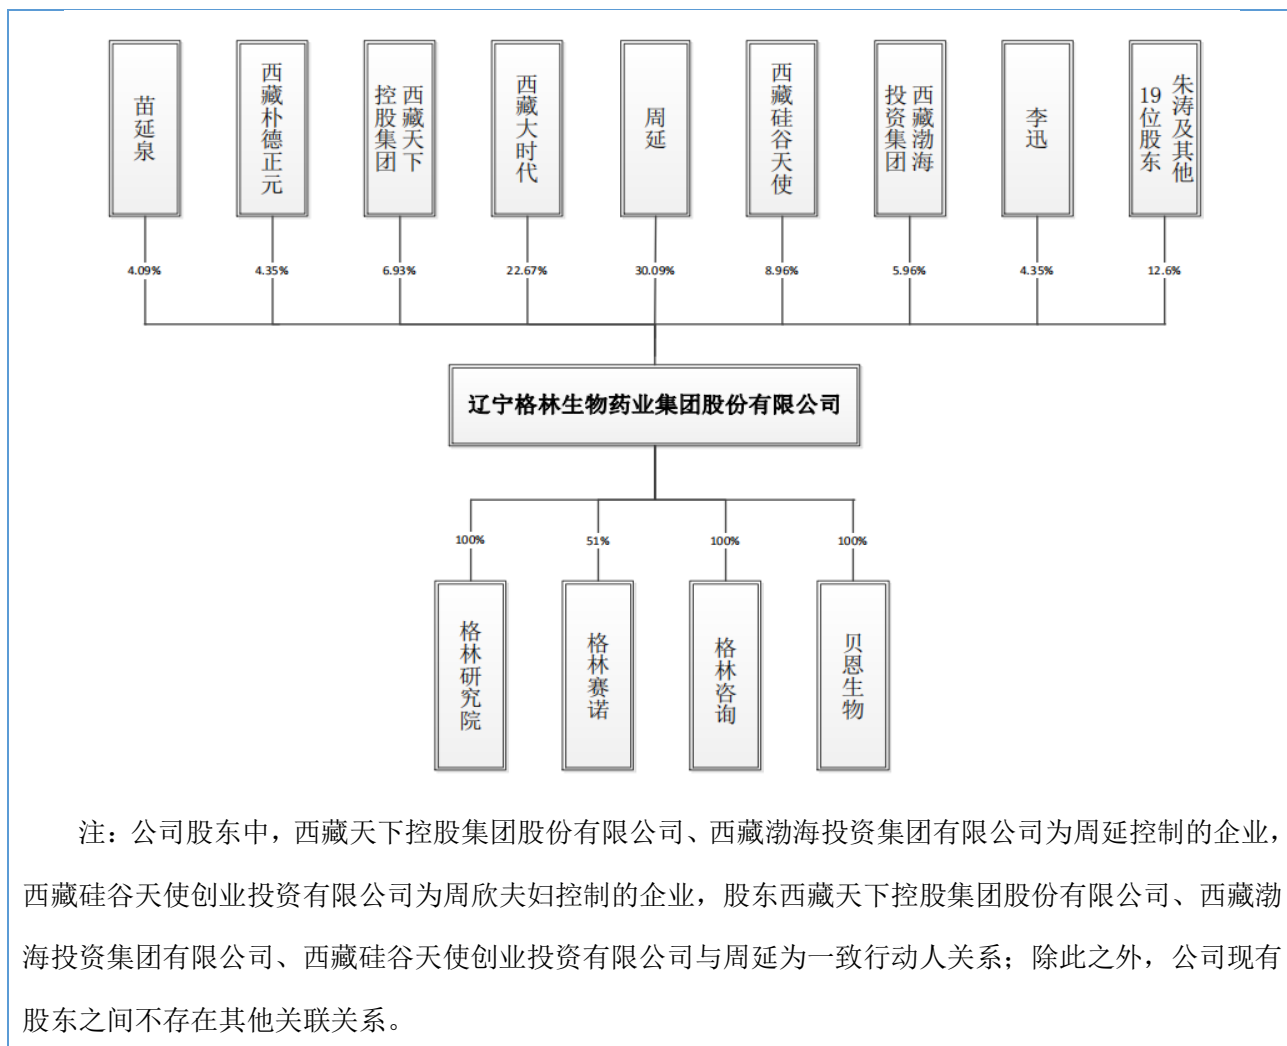 苗延泉
西藏朴德正元
西藏天下
控股集团
西藏大时代
周延
西藏硅谷天使
西藏渤海
投资集团
李迅
朱涛及其他
19位股东
4.09%
4.35%
6.93%
22.67%
30.09%
8.96%
5.96%
4.35%
12.6%
辽宁格林生物药业集团股份有限公司
100%
51%
100%
100%
格林研究院
格林赛诺
格林咨询
贝恩生物
注：公司股东中，西藏天下控股集团股份有限公司、西藏渤海投资集团有限公司为周延控制的企业，
西藏硅谷天使创业投资有限公司为周欣夫妇控制的企业，股东西藏天下控股集团股份有限公司、西藏渤
海投资集团有限公司、西藏硅谷天使创业投资有限公司与周延为一致行动人关系；除此之外，公司现有
股东之间不存在其他关联关系。